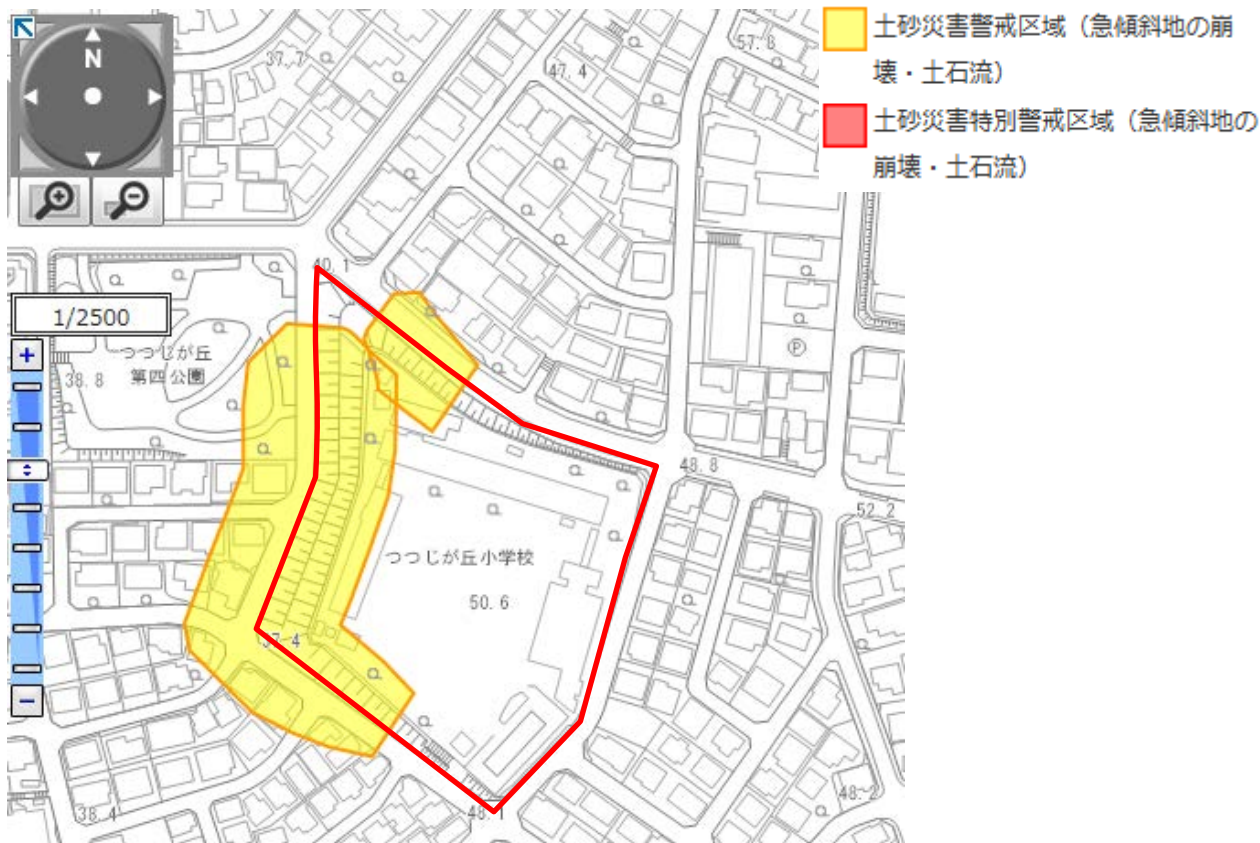 N
37.7
47.4
57.8
土砂災害警戒区域（急傾斜地の崩
壊・土石流）
土砂災害特別警戒区域（急傾斜地の
崩壊・土石流）
40.1
1/2500
つつじが丘
第四公園
38.8
P
48.8
52.2
つつじが丘小学校
50.6
37.4
38.4
48.1
48.2